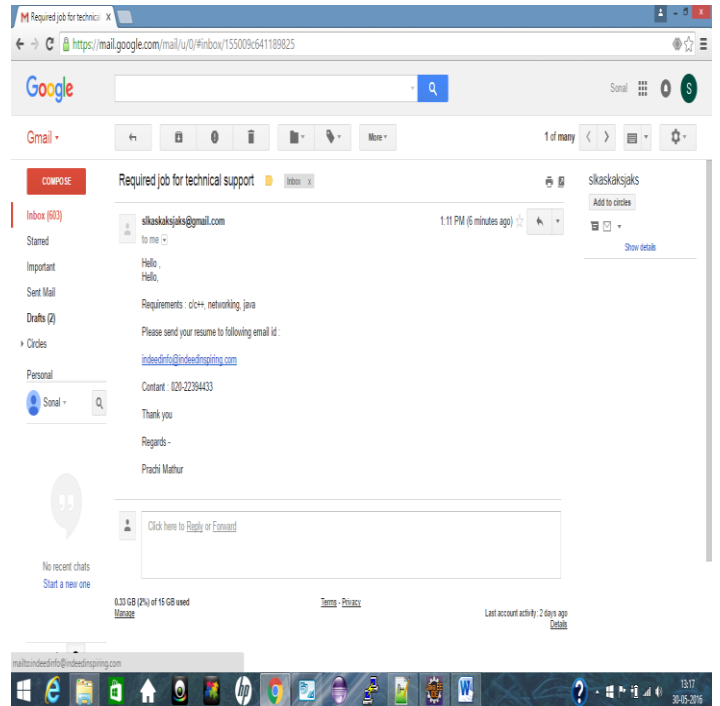 Required job for technical X
https://mail.google.com/mail/u/0/#inbox/155009c641189825
Google
Sonal
S
Gmail
More
1 of many
COMPOSE
Required job for technical support
Inbox x
slkaskaksjaks
Add to circles
Show details
Inbox (603)
Starred
Important
Sent Mail
Drafts (2)
Circles
Personal
Sonal
slkaskaksjaks@gmail.com
1:11 PM (6 minutes ago)
to me
Hello ,
Hello,
Requirements : c/c++, networking, java
Please send your resume to following email id :
indeedinfo@indeedinspiring.com
Contant : 020-22394433
Thank you
Regards -
Prachi Mathur
Click here to Reply or Forward
No recent chats
Start a new one
0.33 GB (2%) of 15 GB used
Manage
Terms - Privacy
Last account activity: 2 days ago
Details
mailto:indeedinfo@indeedinspiring.com
hp
W
13:17
30-05-2016